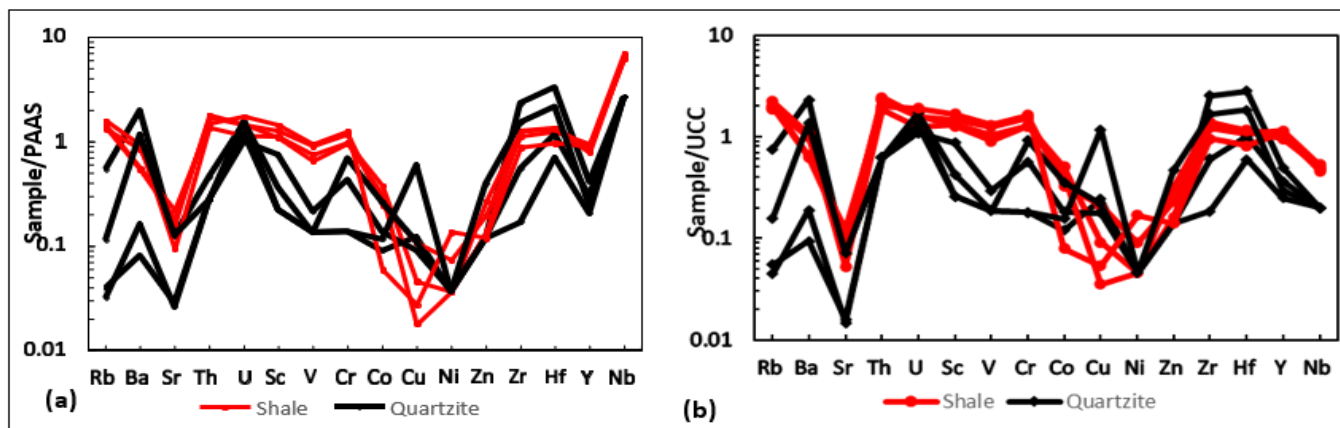 10
1
0.1
0.01
Sample/PAAS
Rb Ba Sr Th U Sc V Cr Co Cu Ni Zn Zr Hf Y Nb
(a)
Shale Quartzite
10
1
0.1
0.01
Sample/UCC
Rb Ba Sr Th U Sc V Cr Co Cu Ni Zn Zr Hf Y Nb
(b)
Shale Quartzite